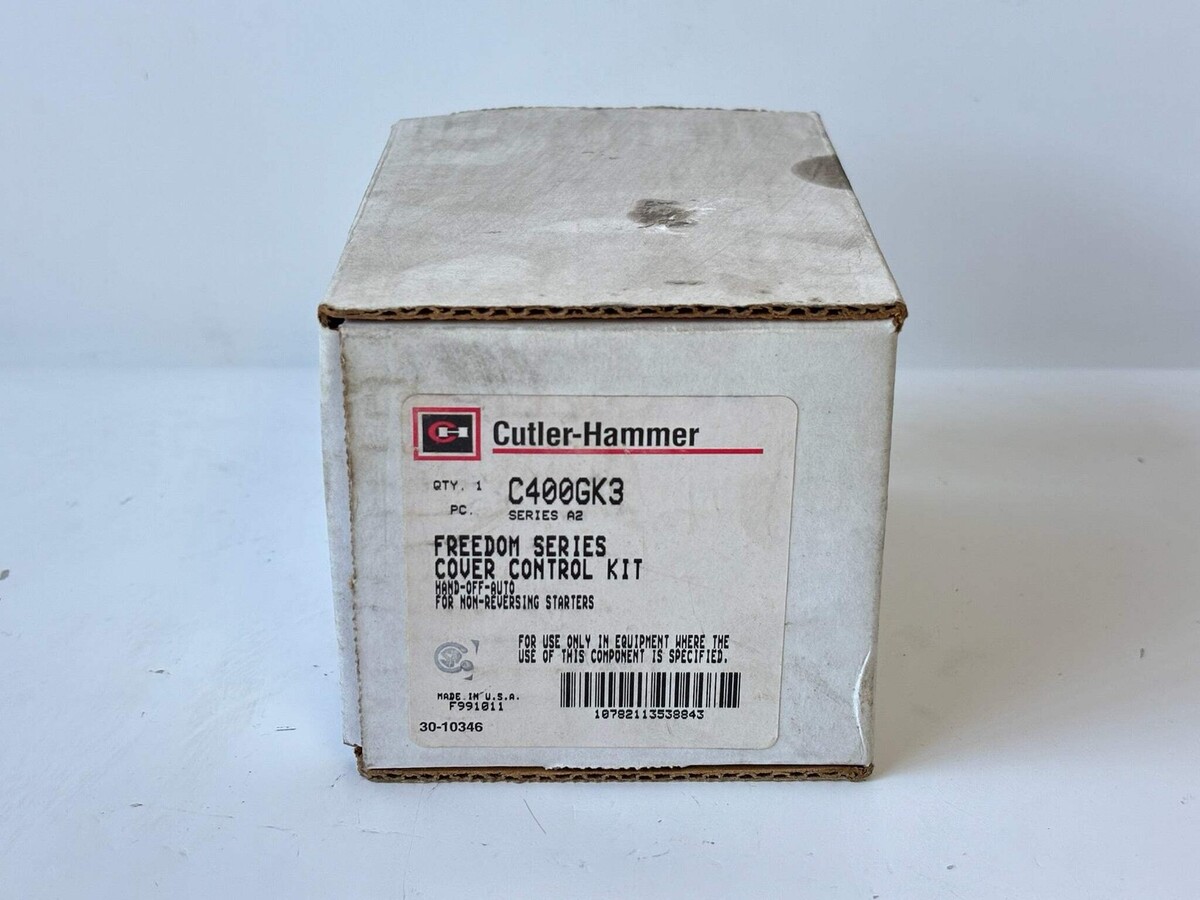 CH Cutler-Hammer
QTY. 1 C400GK3
PC. SERIES A2
FREEDOM SERIES
COVER CONTROL KIT
HAND-OFF-AUTO
FOR NON-REVERSING STARTERS
FOR USE ONLY IN EQUIPMENT WHERE THE
USE OF THIS COMPONENT IS SPECIFIED.
MADE IN U.S.A.
F991011
10782113538843
30-10346